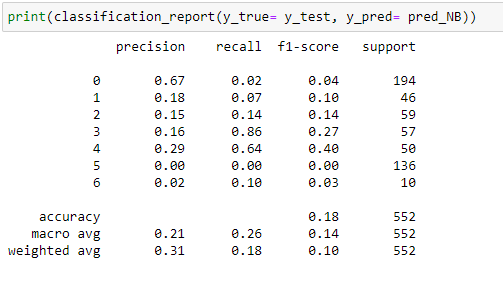 print(classification_report(y_true= y_test, y_pred= pred_NB))
precision recall f1-score support
0 0.67 0.02 0.04 194
1 0.18 0.07 0.10 46
2 0.15 0.14 0.14 59
3 0.16 0.86 0.27 57
4 0.29 0.64 0.40 50
5 0.00 0.00 0.00 136
6 0.02 0.10 0.03 10
accuracy 0.18 552
macro avg 0.21 0.26 0.14 552
weighted avg 0.31 0.18 0.10 552